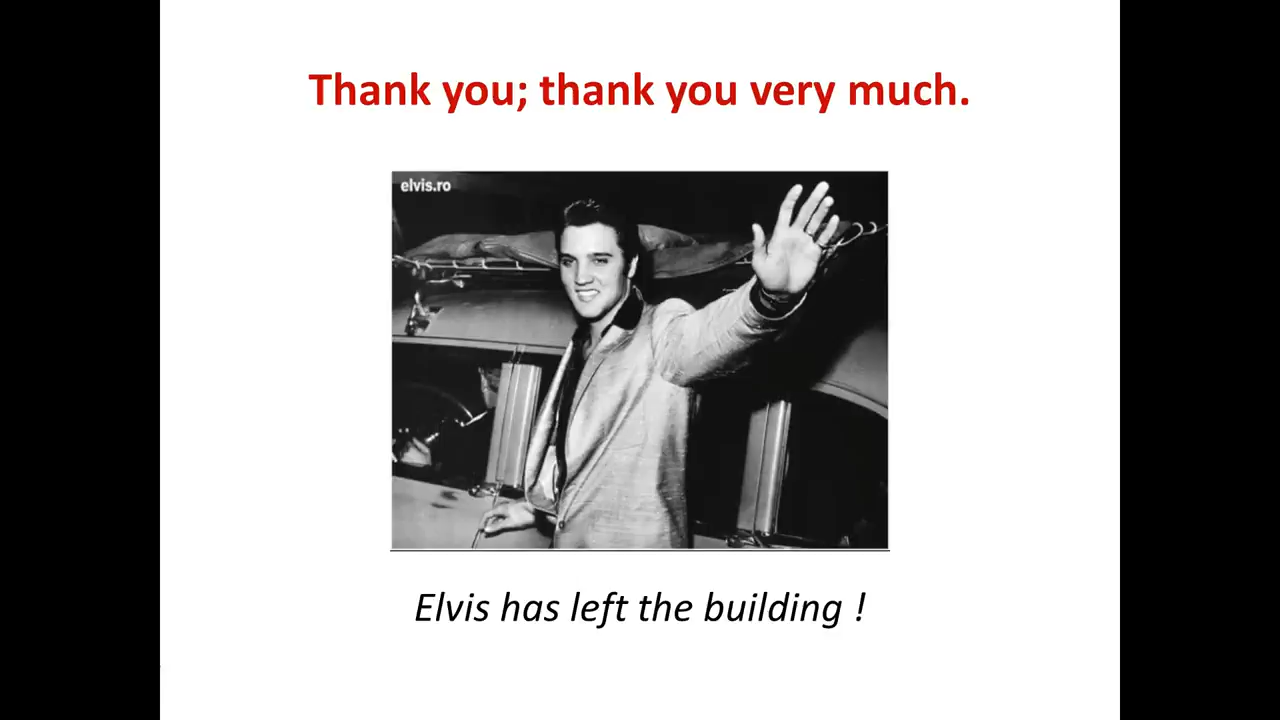 Thank you; thank you very much.
elvis.ro
Elvis has left the building !